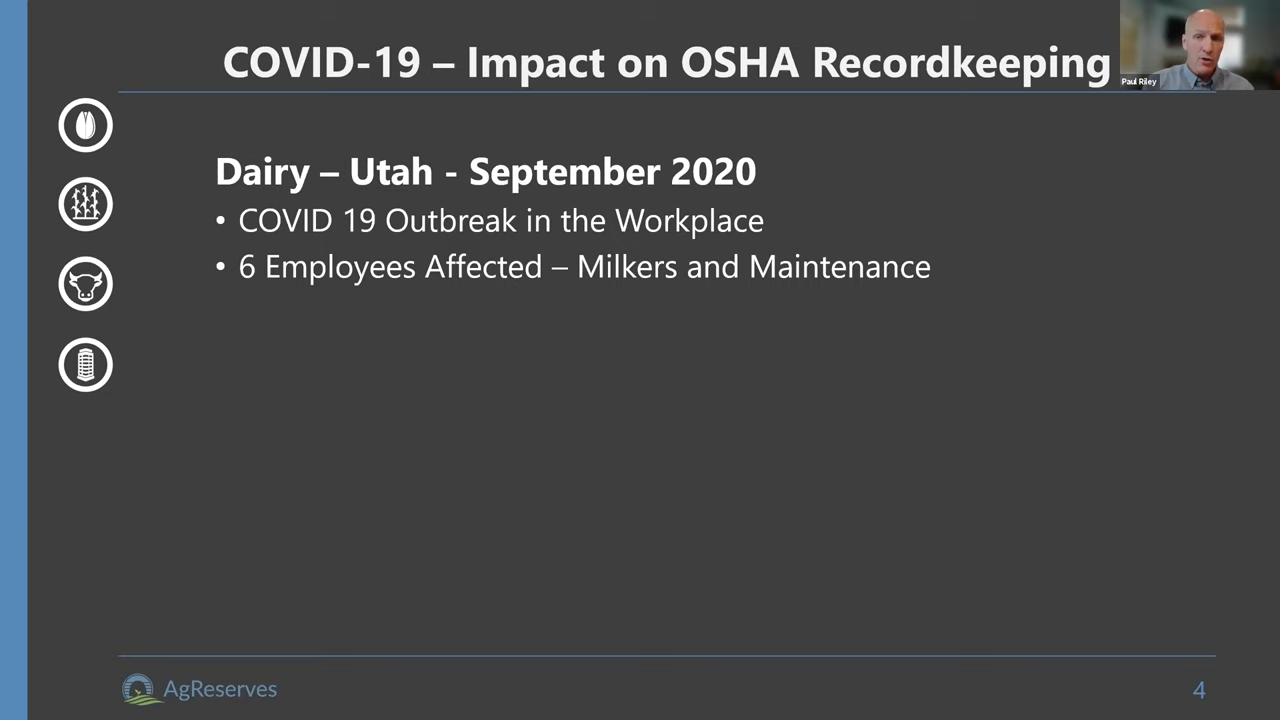 COVID-19 – Impact on OSHA Recordkeeping
Paul Riley
Dairy – Utah - September 2020
• COVID 19 Outbreak in the Workplace
• 6 Employees Affected – Milkers and Maintenance
AgReserves
4